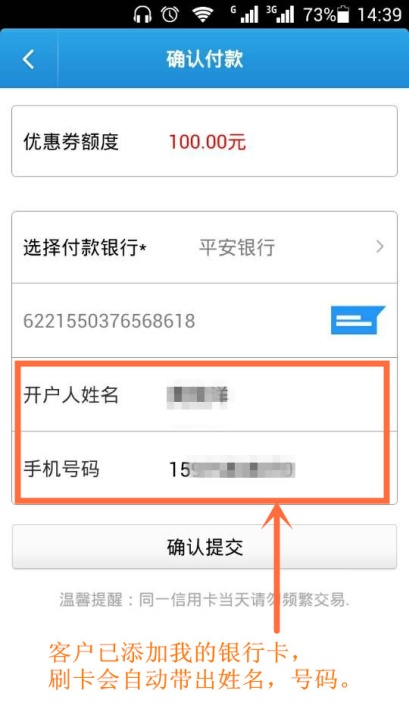 G 3G 73% 14:39
确认付款
优惠券额度 100.00元
选择付款银行* 平安银行
6221550376568618
开户人姓名
手机号码 15
确认提交
温馨提醒：同一信用卡当天请勿频繁交易.
客户已添加我的银行卡，
刷卡会自动带出姓名，号码。